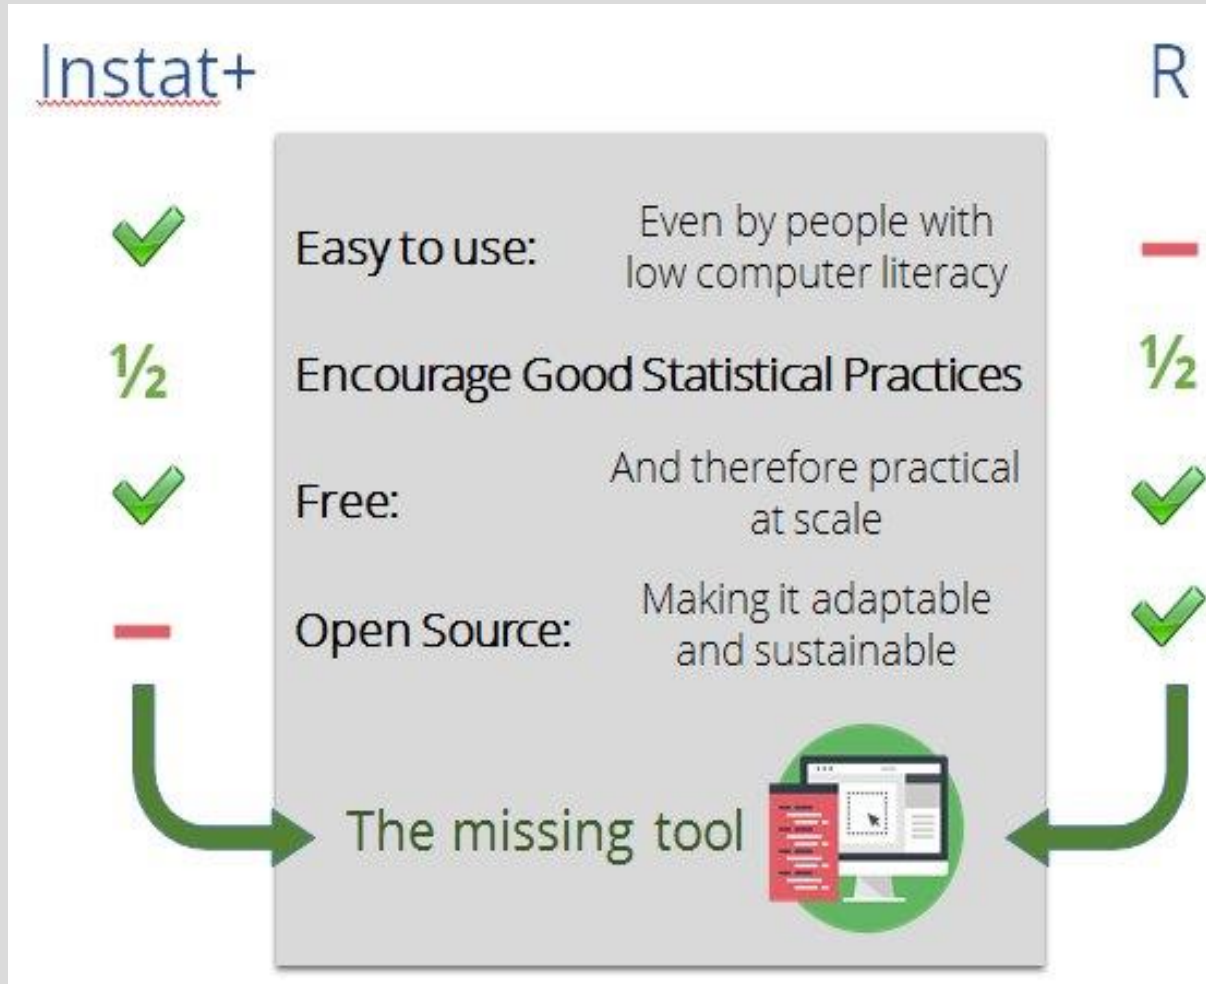 Instat+
R
Easy to use:
Even by people with
low computer literacy
½
Encourage Good Statistical Practices
½
Free:
And therefore practical
at scale
Open Source:
Making it adaptable
and sustainable
The missing tool